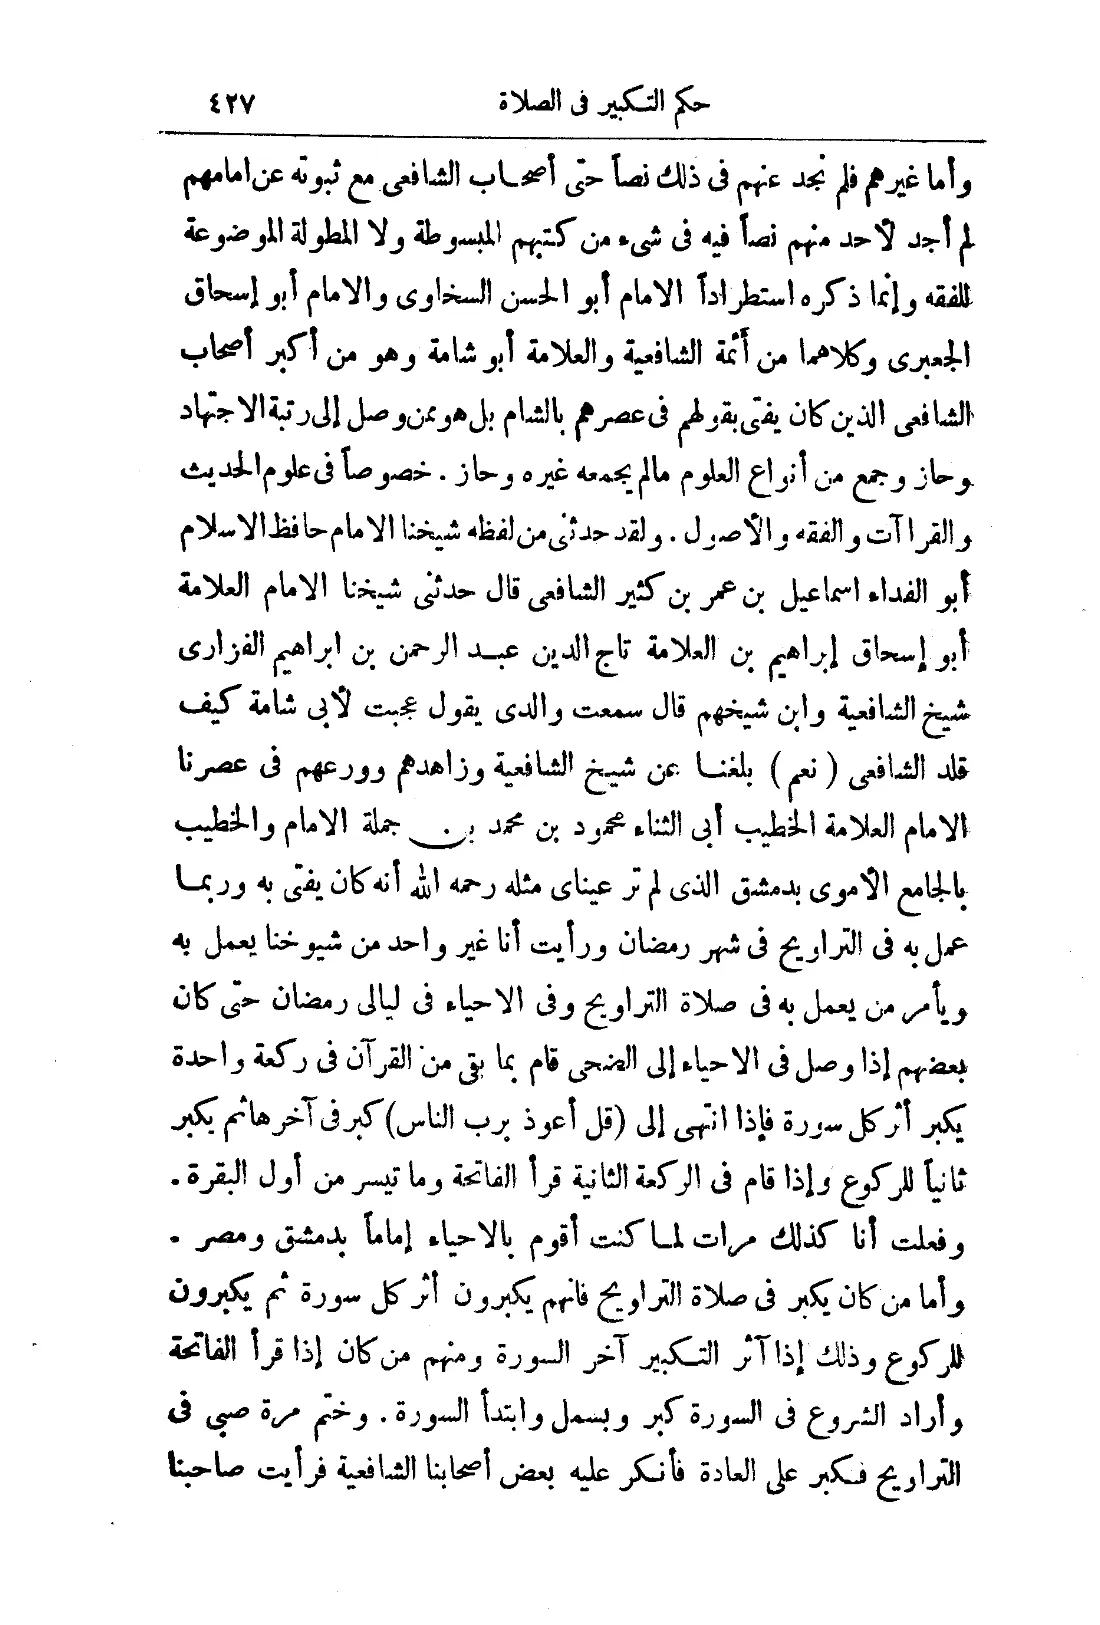 حكم التكبير فى الصلاة ٤٢٧
وأما غيرهم فلم نجد عنهم فى ذلك نصاً حتى أصحاب الشافعى مع ثبوته عن امامهم
لم أجد لأحد منهم نصاً فيه فى شىء من كتبهم المبسوطة ولا المطولة الموضوعة
للفقه وإنما ذكره استطراداً الامام أبو الحسن السخاوى والامام أبو إسحاق
الجعبرى وكلاهما من أئمة الشافعية والعلامة أبو شامة وهو من أكبر أصحاب
الشافعى الذين كان يفتى بقولهم فى عصرهم بالشام بل هو ممن وصل إلى رتبة الاجتهاد
وحاز وجمع من أنواع العلوم مالم يجمعه غيره وحاز . خصوصاً فى علوم الحديث
والقراآت والفقه والأصول . ولقد حدثنى من لفظه شيخنا الامام حافظ الاسلام
أبو الفداء اسماعيل بن عمر بن كثير الشافعى قال حدثنى شيخنا الامام العلامة
أبو إسحاق إبراهيم بن العلامة تاج الدين عبد الرحمن بن ابراهيم الفزارى
شيخ الشافعية وابن شيخهم قال سمعت والدى يقول عجبت لأبى شامة كيف
قلد الشافعى ( نعم ) بلغنا عن شيخ الشافعية وزاهدهم وورعهم فى عصرنا
الامام العلامة الخطيب أبى الثناء محمود بن محمد بن جملة الامام والخطيب
بالجامع الأموى بدمشق الذى لم تر عيناى مثله رحمه الله أنه كان يفتى به وربما
عمل به فى التراويح فى شهر رمضان ورأيت أنا غير واحد من شيوخنا يعمل به
ويأمر من يعمل به فى صلاة التراويح وفى الاحياء فى ليالى رمضان حتى كان
بعضهم إذا وصل فى الاحياء إلى الضحى قام بما بقى من القرآن فى ركعة واحدة
يكبر أثر كل سورة فإذا انتهى إلى (قل أعوذ برب الناس) كبر فى آخرها ثم يكبر
ثانياً للركوع وإذا قام فى الركعة الثانية قرأ الفاتحة وما تيسر من أول البقرة .
وفعلت أنا كذلك مرات لما كنت أقوم بالاحياء إماماً بدمشق ومصر .
وأما من كان يكبر فى صلاة التراويح فانهم يكبرون أثر كل سورة ثم يكبرون
للركوع وذلك إذا آثر التكبير آخر السورة ومنهم من كان إذا قرأ الفاتحة
وأراد الشروع فى السورة كبر وبسمل وابتدأ السورة . وختم مرة صبى فى
التراويح فكبر على العادة فأنكر عليه بعض أصحابنا الشافعية فرأيت صاحبنا